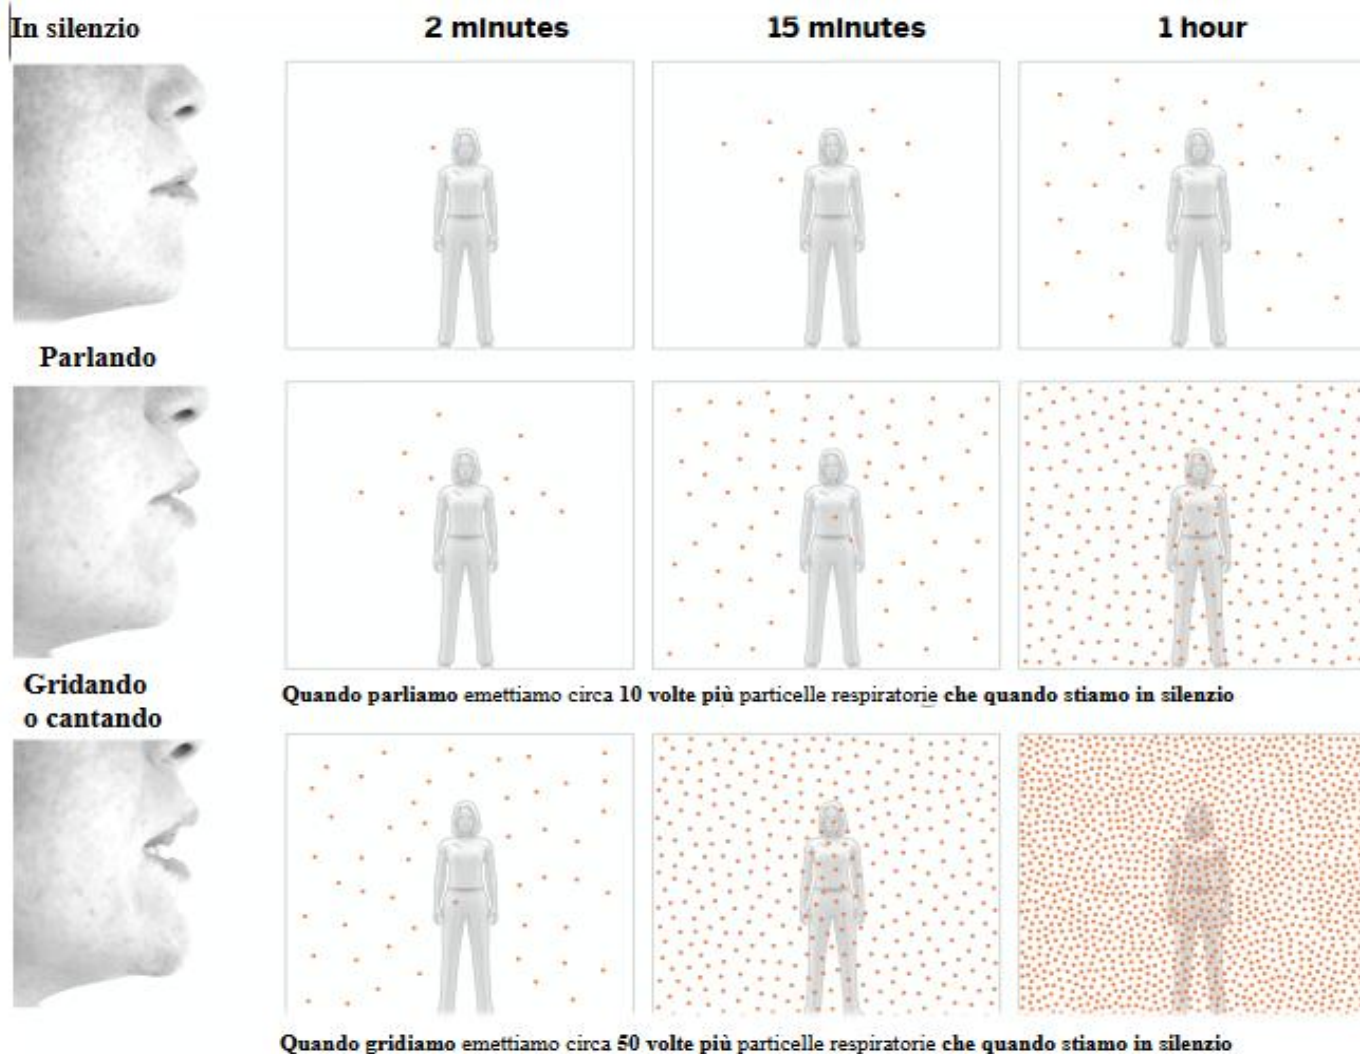 In silenzio
2 minutes
15 minutes
1 hour
Parlando
Quando parliamo emettiamo circa 10 volte più particelle respiratorie che quando stiamo in silenzio
Gridando
o cantando
Quando gridiamo emettiamo circa 50 volte più particelle respiratorie che quando stiamo in silenzio